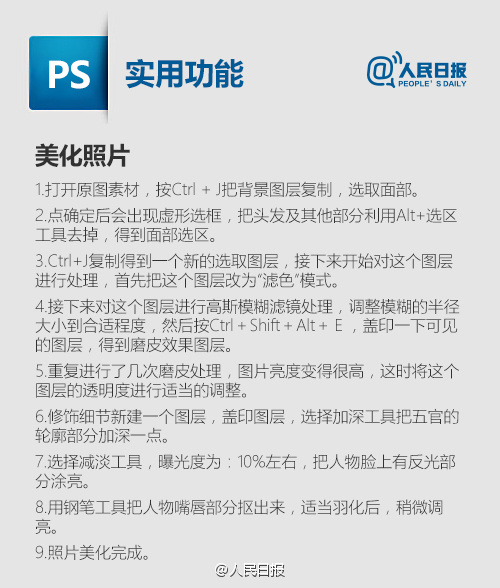 PS 实用功能
@人民日报
PEOPLE'S DAILY
美化照片
1.打开原图素材，按Ctrl + J把背景图层复制，选取面部。
2.点确定后会出现虚形选框，把头发及其他部分利用Alt+选区
工具去掉，得到面部选区。
3.Ctrl+J复制得到一个新的选取图层，接下来开始对这个图层
进行处理，首先把这个图层改为“滤色”模式。
4.接下来对这个图层进行高斯模糊滤镜处理，调整模糊的半径
大小到合适程度，然后按Ctrl + Shift + Alt + E ，盖印一下可见
的图层，得到磨皮效果图层。
5.重复进行了几次磨皮处理，图片亮度变得很高，这时将这个
图层的透明度进行适当的调整。
6.修饰细节新建一个图层，盖印图层，选择加深工具把五官的
轮廓部分加深一点。
7.选择减淡工具，曝光度为：10%左右，把人物脸上有反光部
分涂亮。
8.用钢笔工具把人物嘴唇部分抠出来，适当羽化后，稍微调
亮。
9.照片美化完成。
@人民日报